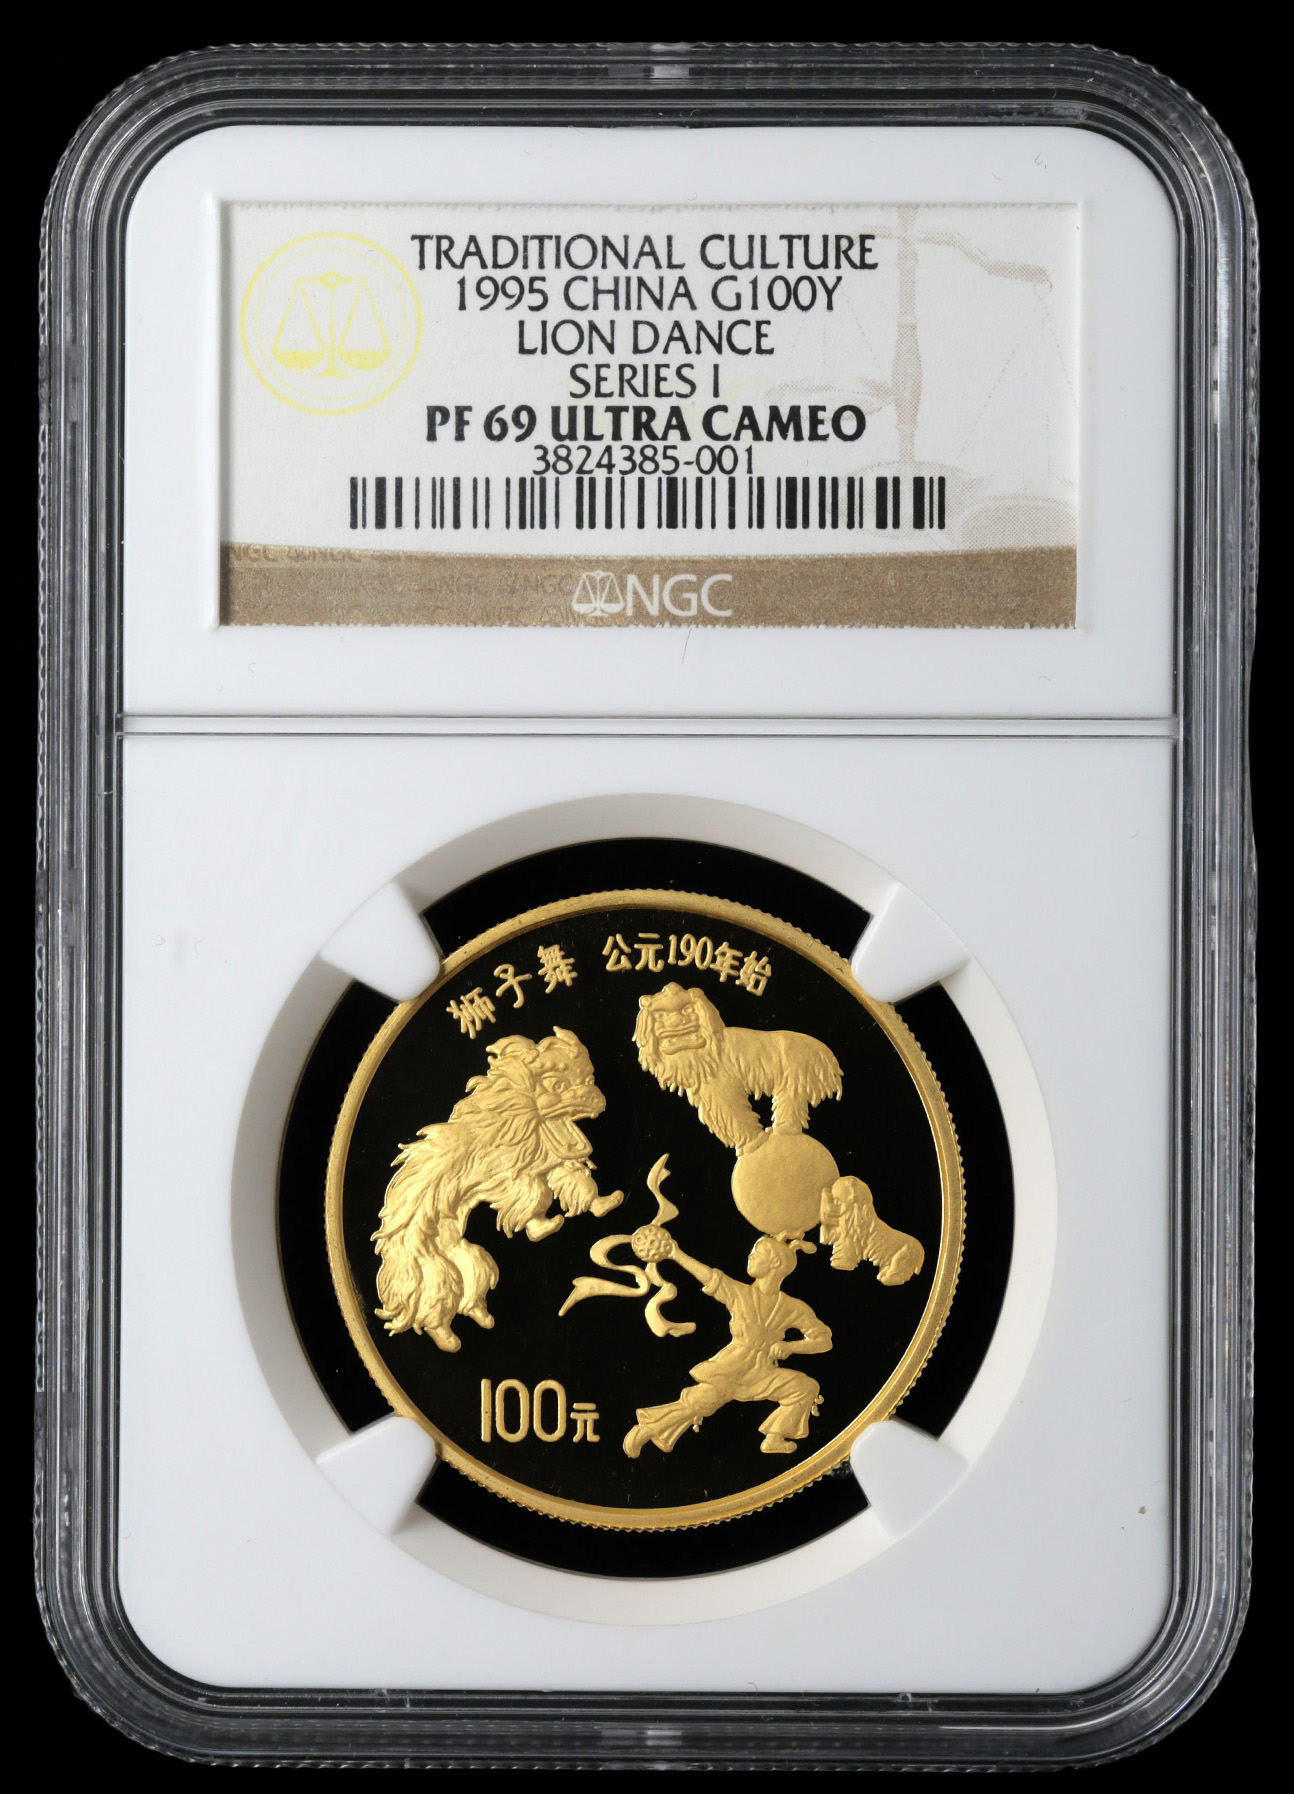 TRADITIONAL CULTURE
1995 CHINA G100Y
LION DANCE
SERIES I
PF 69 ULTRA CAMEO
3824385-001
NGC
狮子舞 公元190年始
100元